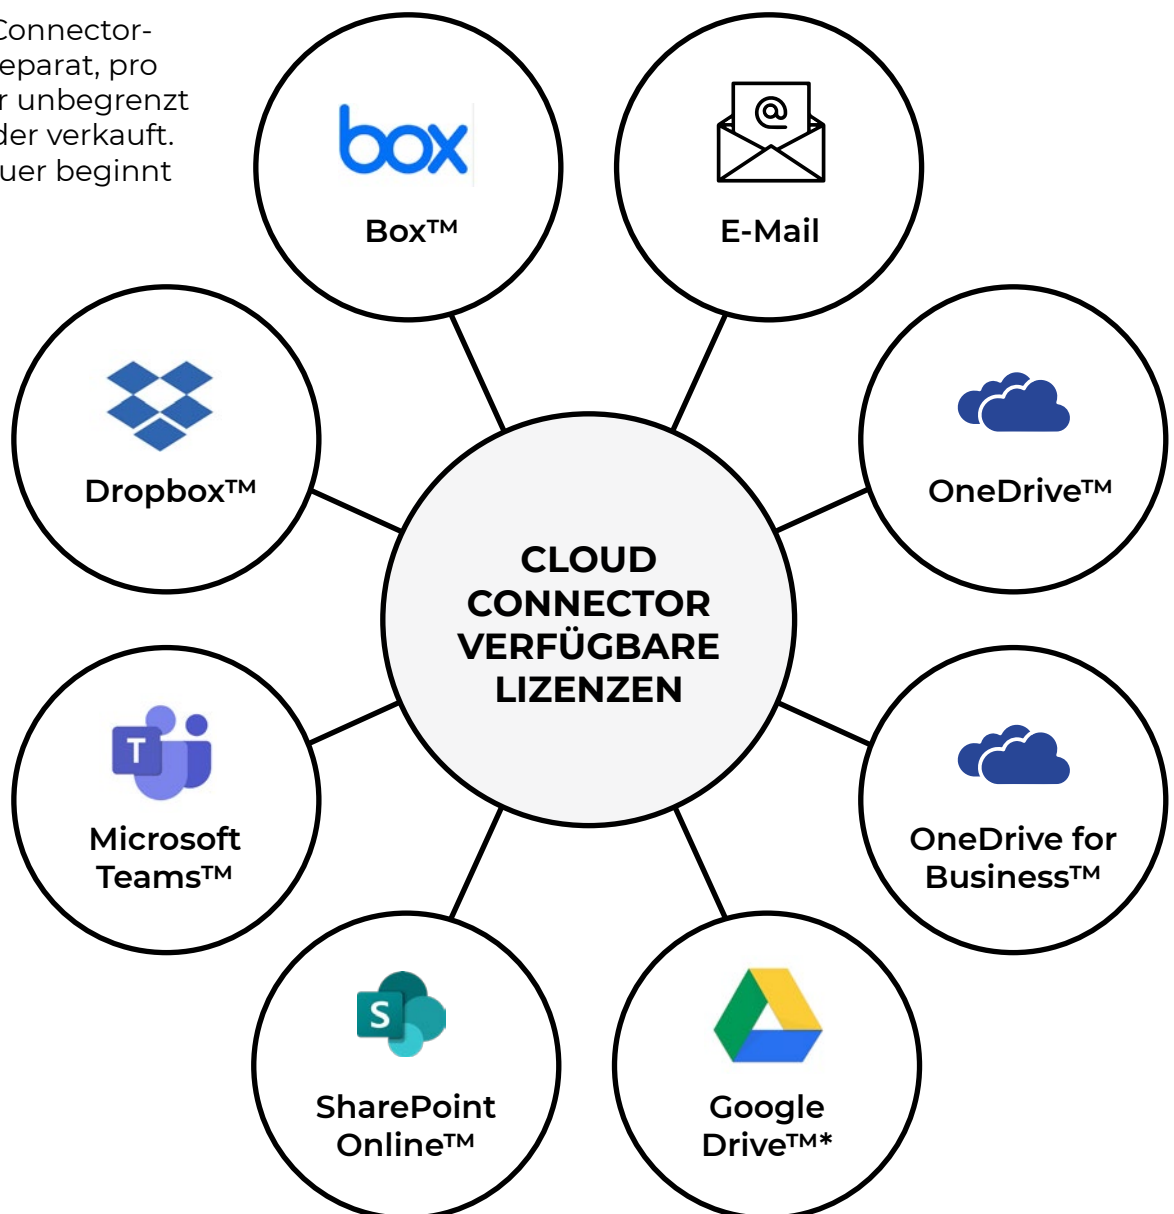 Connector-
eparat, pro
r unbegrenzt
der verkauft.
uer beginnt
box
Box™
@
E-Mail
Dropbox™
OneDrive™
CLOUD
CONNECTOR
VERFÜGBARE
LIZENZEN
T
Microsoft
Teams™
OneDrive for
Business™
S
SharePoint
Online™
Google
Drive™*